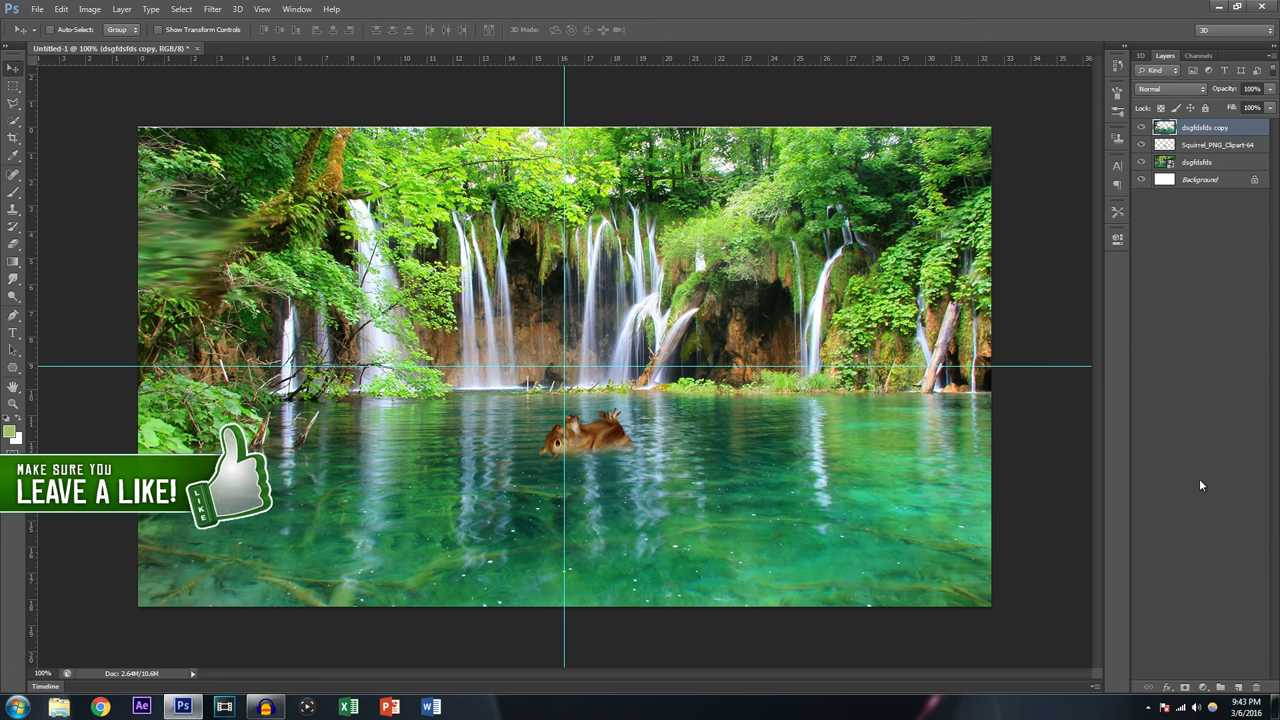 Ps File Edit Image Layer Type Select Filter 3D View Window Help
Auto-Select: Group Show Transform Controls 3D Mode: 3D
Untitled-1 @ 100% (dsgfdsfds copy, RGB/8) *
3D Layers Channels
Kind
Normal Opacity: 100%
Lock: Fill: 100%
dsgfdsfds copy
Squirrel_PNG_Clipart-64
dsgfdsfds
Background
MAKE SURE YOU
LEAVE A LIKE!
LIKE
100% Doc: 2.64M/10.6M
Timeline
Ae Ps
9:43 PM
3/6/2016